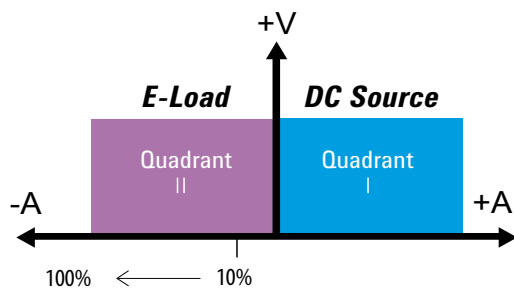 +V
E-Load
DC Source
Quadrant
II
Quadrant
I
-A
+A
100%
10%